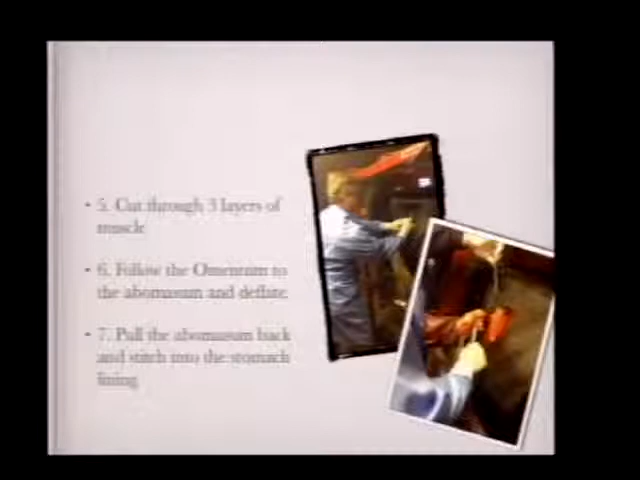 • 5. Cut through 3 layers of
muscle
• 6. Follow the Omentum to
the abomasum and deflate.
• 7. Pull the abomasum back
and stitch into the stomach
lining